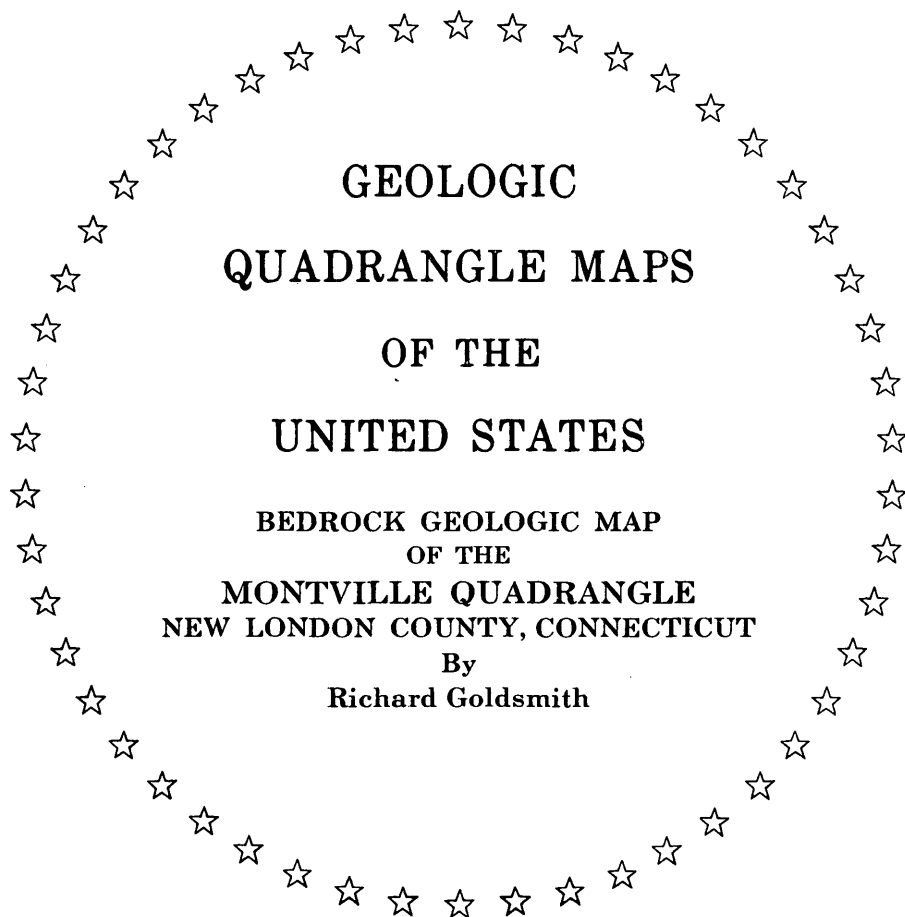 GEOLOGIC
QUADRANGLE MAPS
OF THE
UNITED STATES
BEDROCK GEOLOGIC MAP
OF THE
MONTVILLE QUADRANGLE
NEW LONDON COUNTY, CONNECTICUT
By
Richard Goldsmith